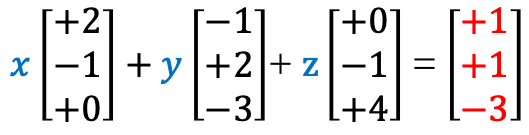 x [+2 −1 +0] + y [−1 +2 −3] + z [+0 −1 +4] = [+1 +1 −3]